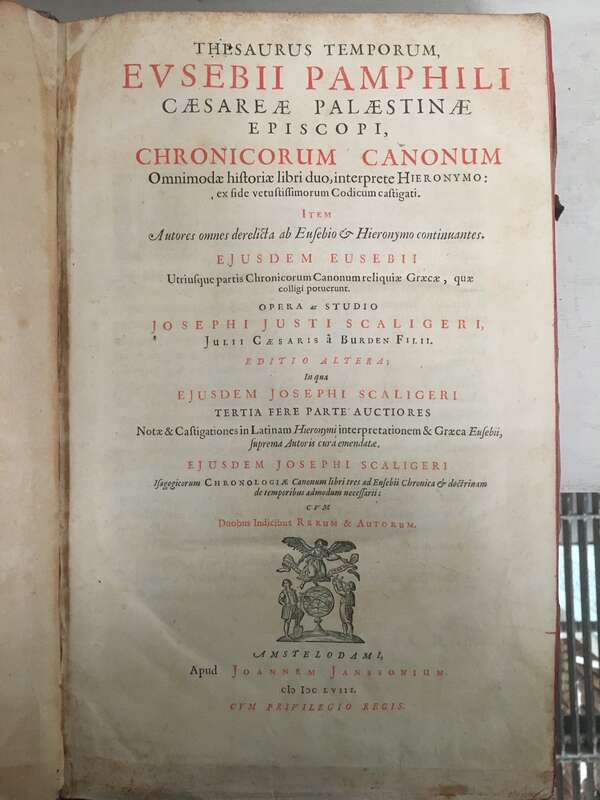 THESAURUS TEMPORUM,
EVSEBII PAMPHILI
CÆSAREÆ PALÆSTINÆ
EPISCOPI,
CHRONICORUM CANONUM
Omnimodæ historiæ libri duo, interprete HIERONYMO:
ex fide vetustissimorum Codicum castigati.
ITEM
Autores omnes derelicta ab Eusebio & Hieronymo continuantes.
EJUSDEM EUSEBII
Utriusque partis Chronicorum Canonum reliquiæ Græcæ, quæ
colligi potuerunt.
OPERA ac STUDIO
JOSEPHI JUSTI SCALIGERI,
JULII CÆSARIS à BURDEN FILII.
EDITIO ALTERA;
In qua
EJUSDEM JOSEPHI SCALIGERI
TERTIA FERE PARTE AUCTIORES
Notæ & Castigationes in Latinam Hieronymi interpretationem & Græca Eusebii,
suprema Autoris cura emendatæ.
EJUSDEM JOSEPHI SCALIGERI
Isagogicorum CHRONOLOGIÆ Canonum libri tres ad Eusebii Chronica & doctrinam
de temporibus admodum necessarii:
CVM
Duobus Indicibus RERUM & AUTORUM.
AMSTELODAMI,
Apud JOANNEM JANSSONIUM.
cIↄ Iↄc LVIII.
CVM PRIVILEGIO REGIS.